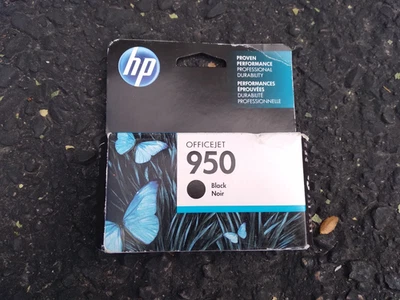 hp
PROVEN
PERFORMANCE
PROFESSIONAL
DURABILITY
PERFORMANCES
ÉPROUVÉES
DURABILITÉ
PROFESSIONNELLE
OFFICEJET
950
Black
Noir